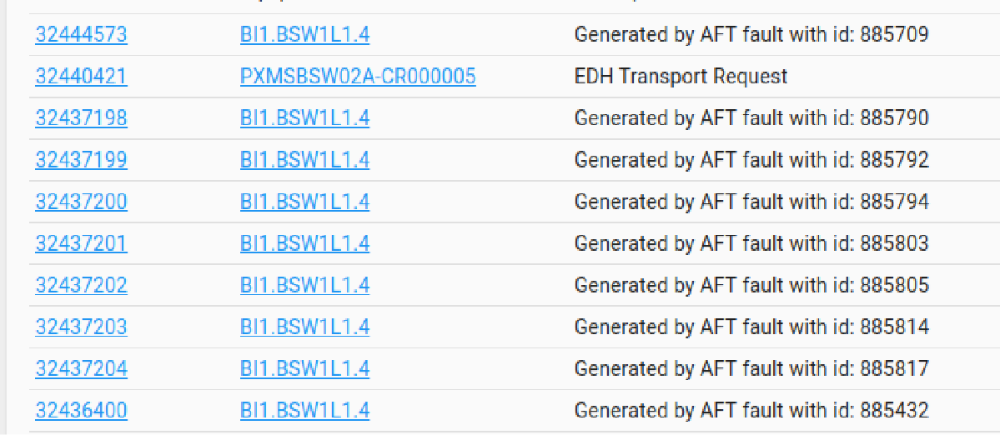 32444573 BI1.BSW1L1.4 Generated by AFT fault with id: 885709
32440421 PXMSBSW02A-CR000005 EDH Transport Request
32437198 BI1.BSW1L1.4 Generated by AFT fault with id: 885790
32437199 BI1.BSW1L1.4 Generated by AFT fault with id: 885792
32437200 BI1.BSW1L1.4 Generated by AFT fault with id: 885794
32437201 BI1.BSW1L1.4 Generated by AFT fault with id: 885803
32437202 BI1.BSW1L1.4 Generated by AFT fault with id: 885805
32437203 BI1.BSW1L1.4 Generated by AFT fault with id: 885814
32437204 BI1.BSW1L1.4 Generated by AFT fault with id: 885817
32436400 BI1.BSW1L1.4 Generated by AFT fault with id: 885432